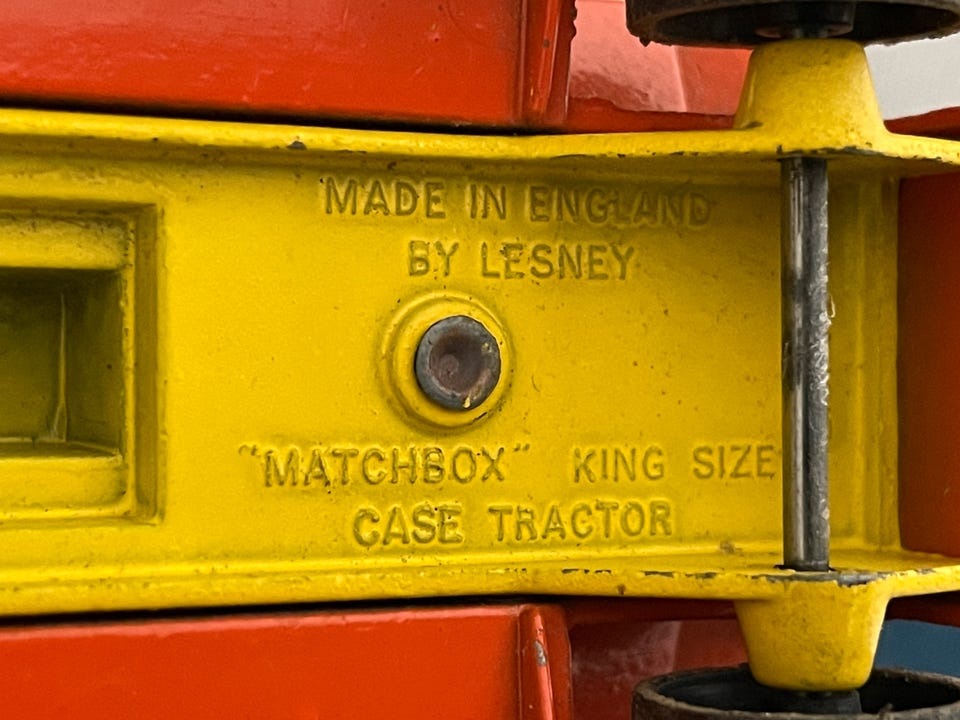 MADE IN ENGLAND
BY LESNEY
"MATCHBOX" KING SIZE
CASE TRACTOR